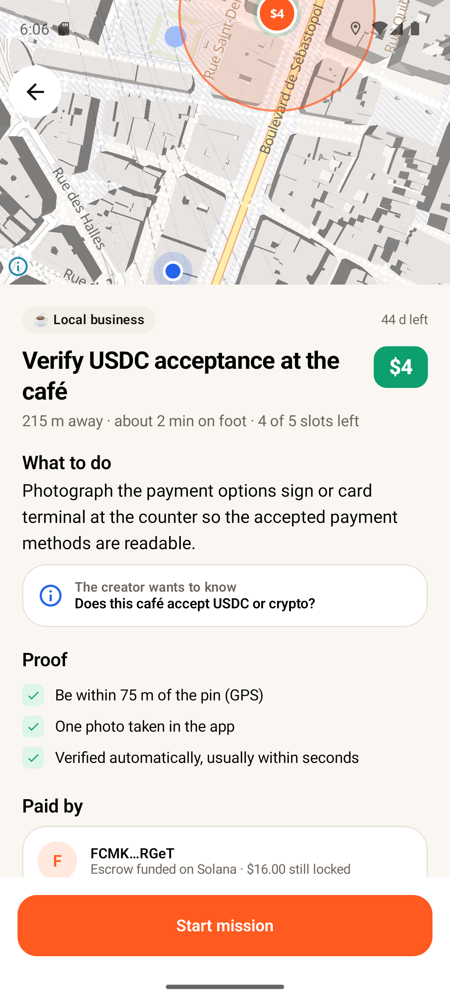 $4
6:06
Rue Saint-De
Boulevard de Sébastopol
Rue Quin
Rue des Halles
Rue d
☕ Local business
44 d left
Verify USDC acceptance at the
café
$4
215 m away · about 2 min on foot · 4 of 5 slots left
What to do
Photograph the payment options sign or card
terminal at the counter so the accepted payment
methods are readable.
The creator wants to know
Does this café accept USDC or crypto?
Proof
Be within 75 m of the pin (GPS)
One photo taken in the app
Verified automatically, usually within seconds
Paid by
F
FCMK...RGeT
Escrow funded on Solana · $16.00 still locked
Start mission